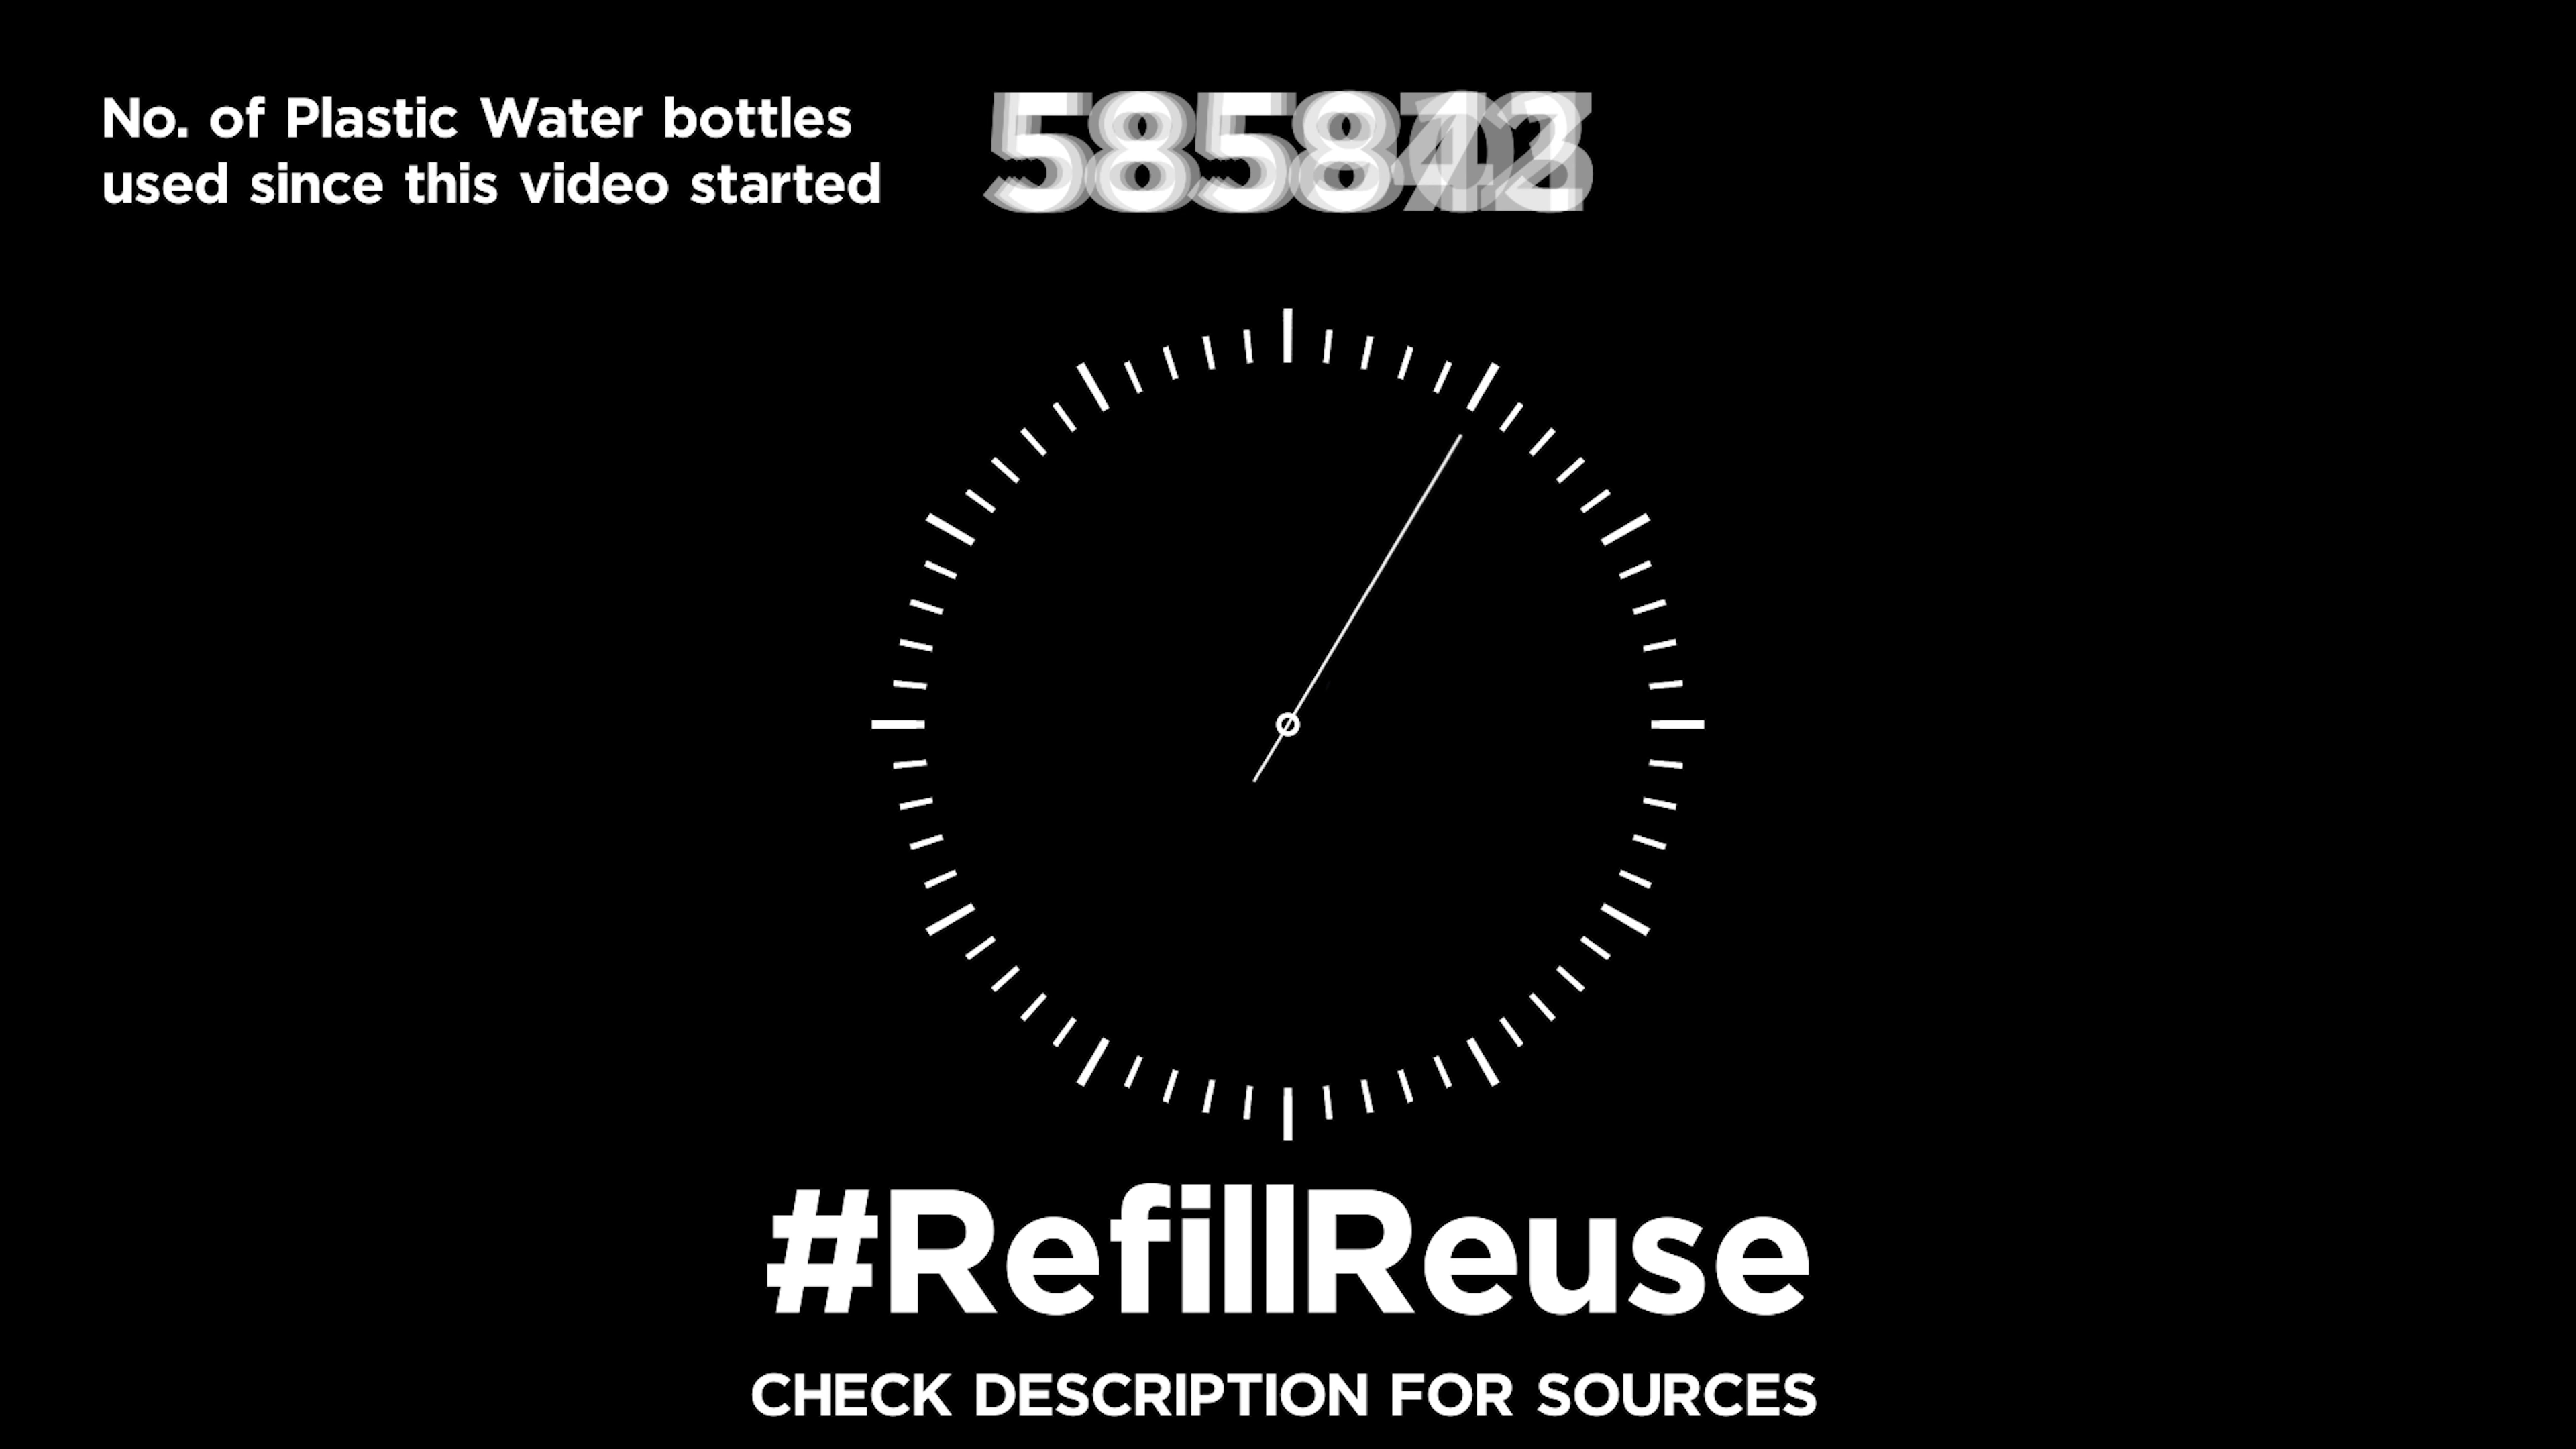 No. of Plastic Water bottles
used since this video started
#RefillReuse
CHECK DESCRIPTION FOR SOURCES